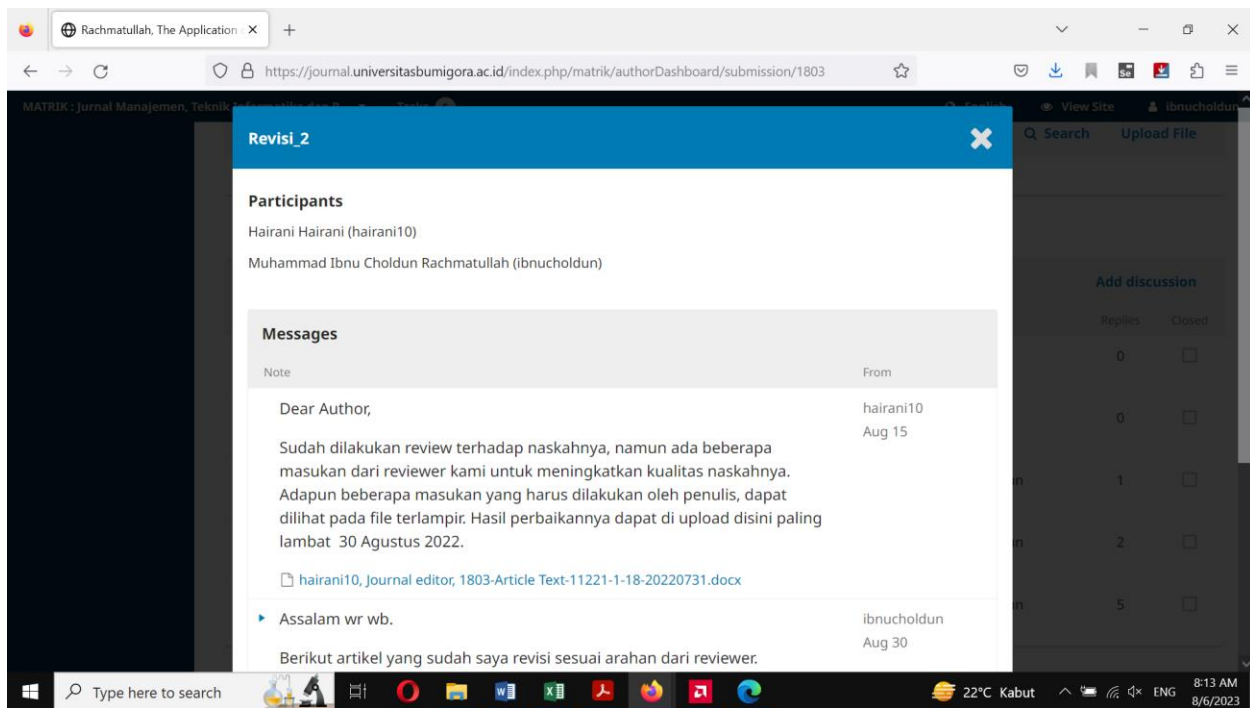 Rachmatullah, The Application
https://journal.universitasbumigora.ac.id/index.php/matrik/authorDashboard/submission/1803
MATRIK : Jurnal Manajemen, Teknik
Tasks
English
View Site
ibnucholdun
Revisi_2
Search
Upload File
Participants
Hairani Hairani (hairani10)
Muhammad Ibnu Choldun Rachmatullah (ibnucholdun)
Add discussion
Replies
Closed
Messages
Note
From
0
Dear Author,
hairani10
Aug 15
0
Sudah dilakukan review terhadap naskahnya, namun ada beberapa
masukan dari reviewer kami untuk meningkatkan kualitas naskahnya.
Adapun beberapa masukan yang harus dilakukan oleh penulis, dapat
dilihat pada file terlampir. Hasil perbaikannya dapat di upload disini paling
lambat 30 Agustus 2022.
1
2
hairani10, Journal editor, 1803-Article Text-11221-1-18-20220731.docx
Assalam wr wb.
ibnucholdun
Aug 30
5
Berikut artikel yang sudah saya revisi sesuai arahan dari reviewer.
Type here to search
22°C Kabut
ENG
8:13 AM
8/6/2023